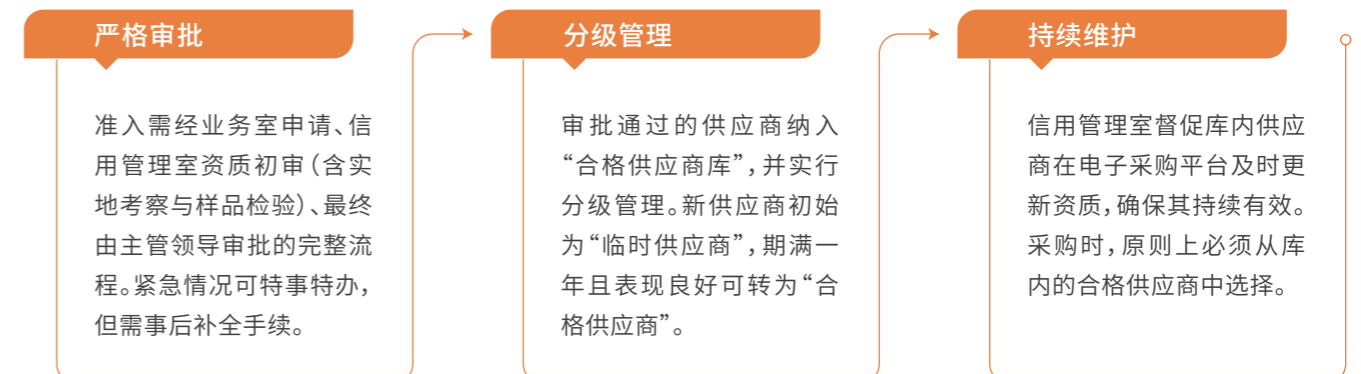 严格审批
准入需经业务室申请、信
用管理室资质初审（含实
地考察与样品检验）、最终
由主管领导审批的完整流
程。紧急情况可特事特办，
但需事后补全手续。
分级管理
审批通过的供应商纳入
“合格供应商库”，并实行
分级管理。新供应商初始
为“临时供应商”，期满一
年且表现良好可转为“合
格供应商”。
持续维护
信用管理室督促库内供应
商在电子采购平台及时更
新资质，确保其持续有效。
采购时，原则上必须从库
内的合格供应商中选择。